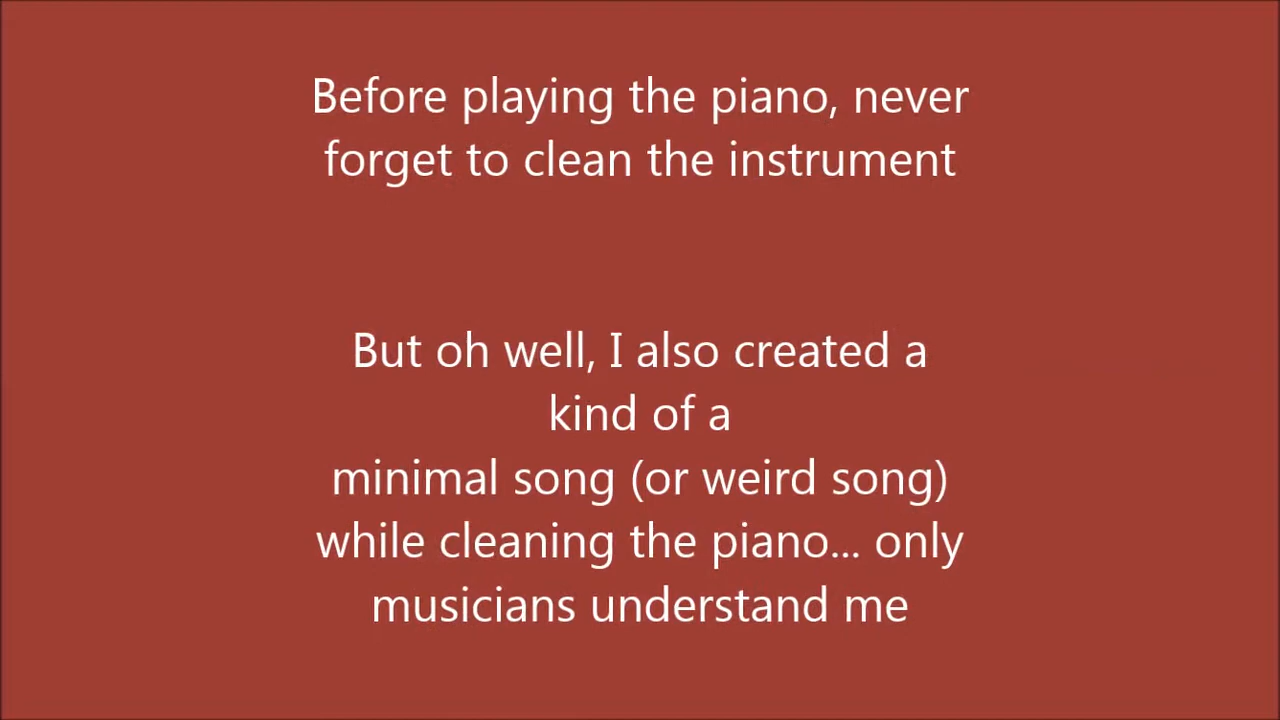 Before playing the piano, never
forget to clean the instrument
But oh well, I also created a
kind of a
minimal song (or weird song)
while cleaning the piano... only
musicians understand me